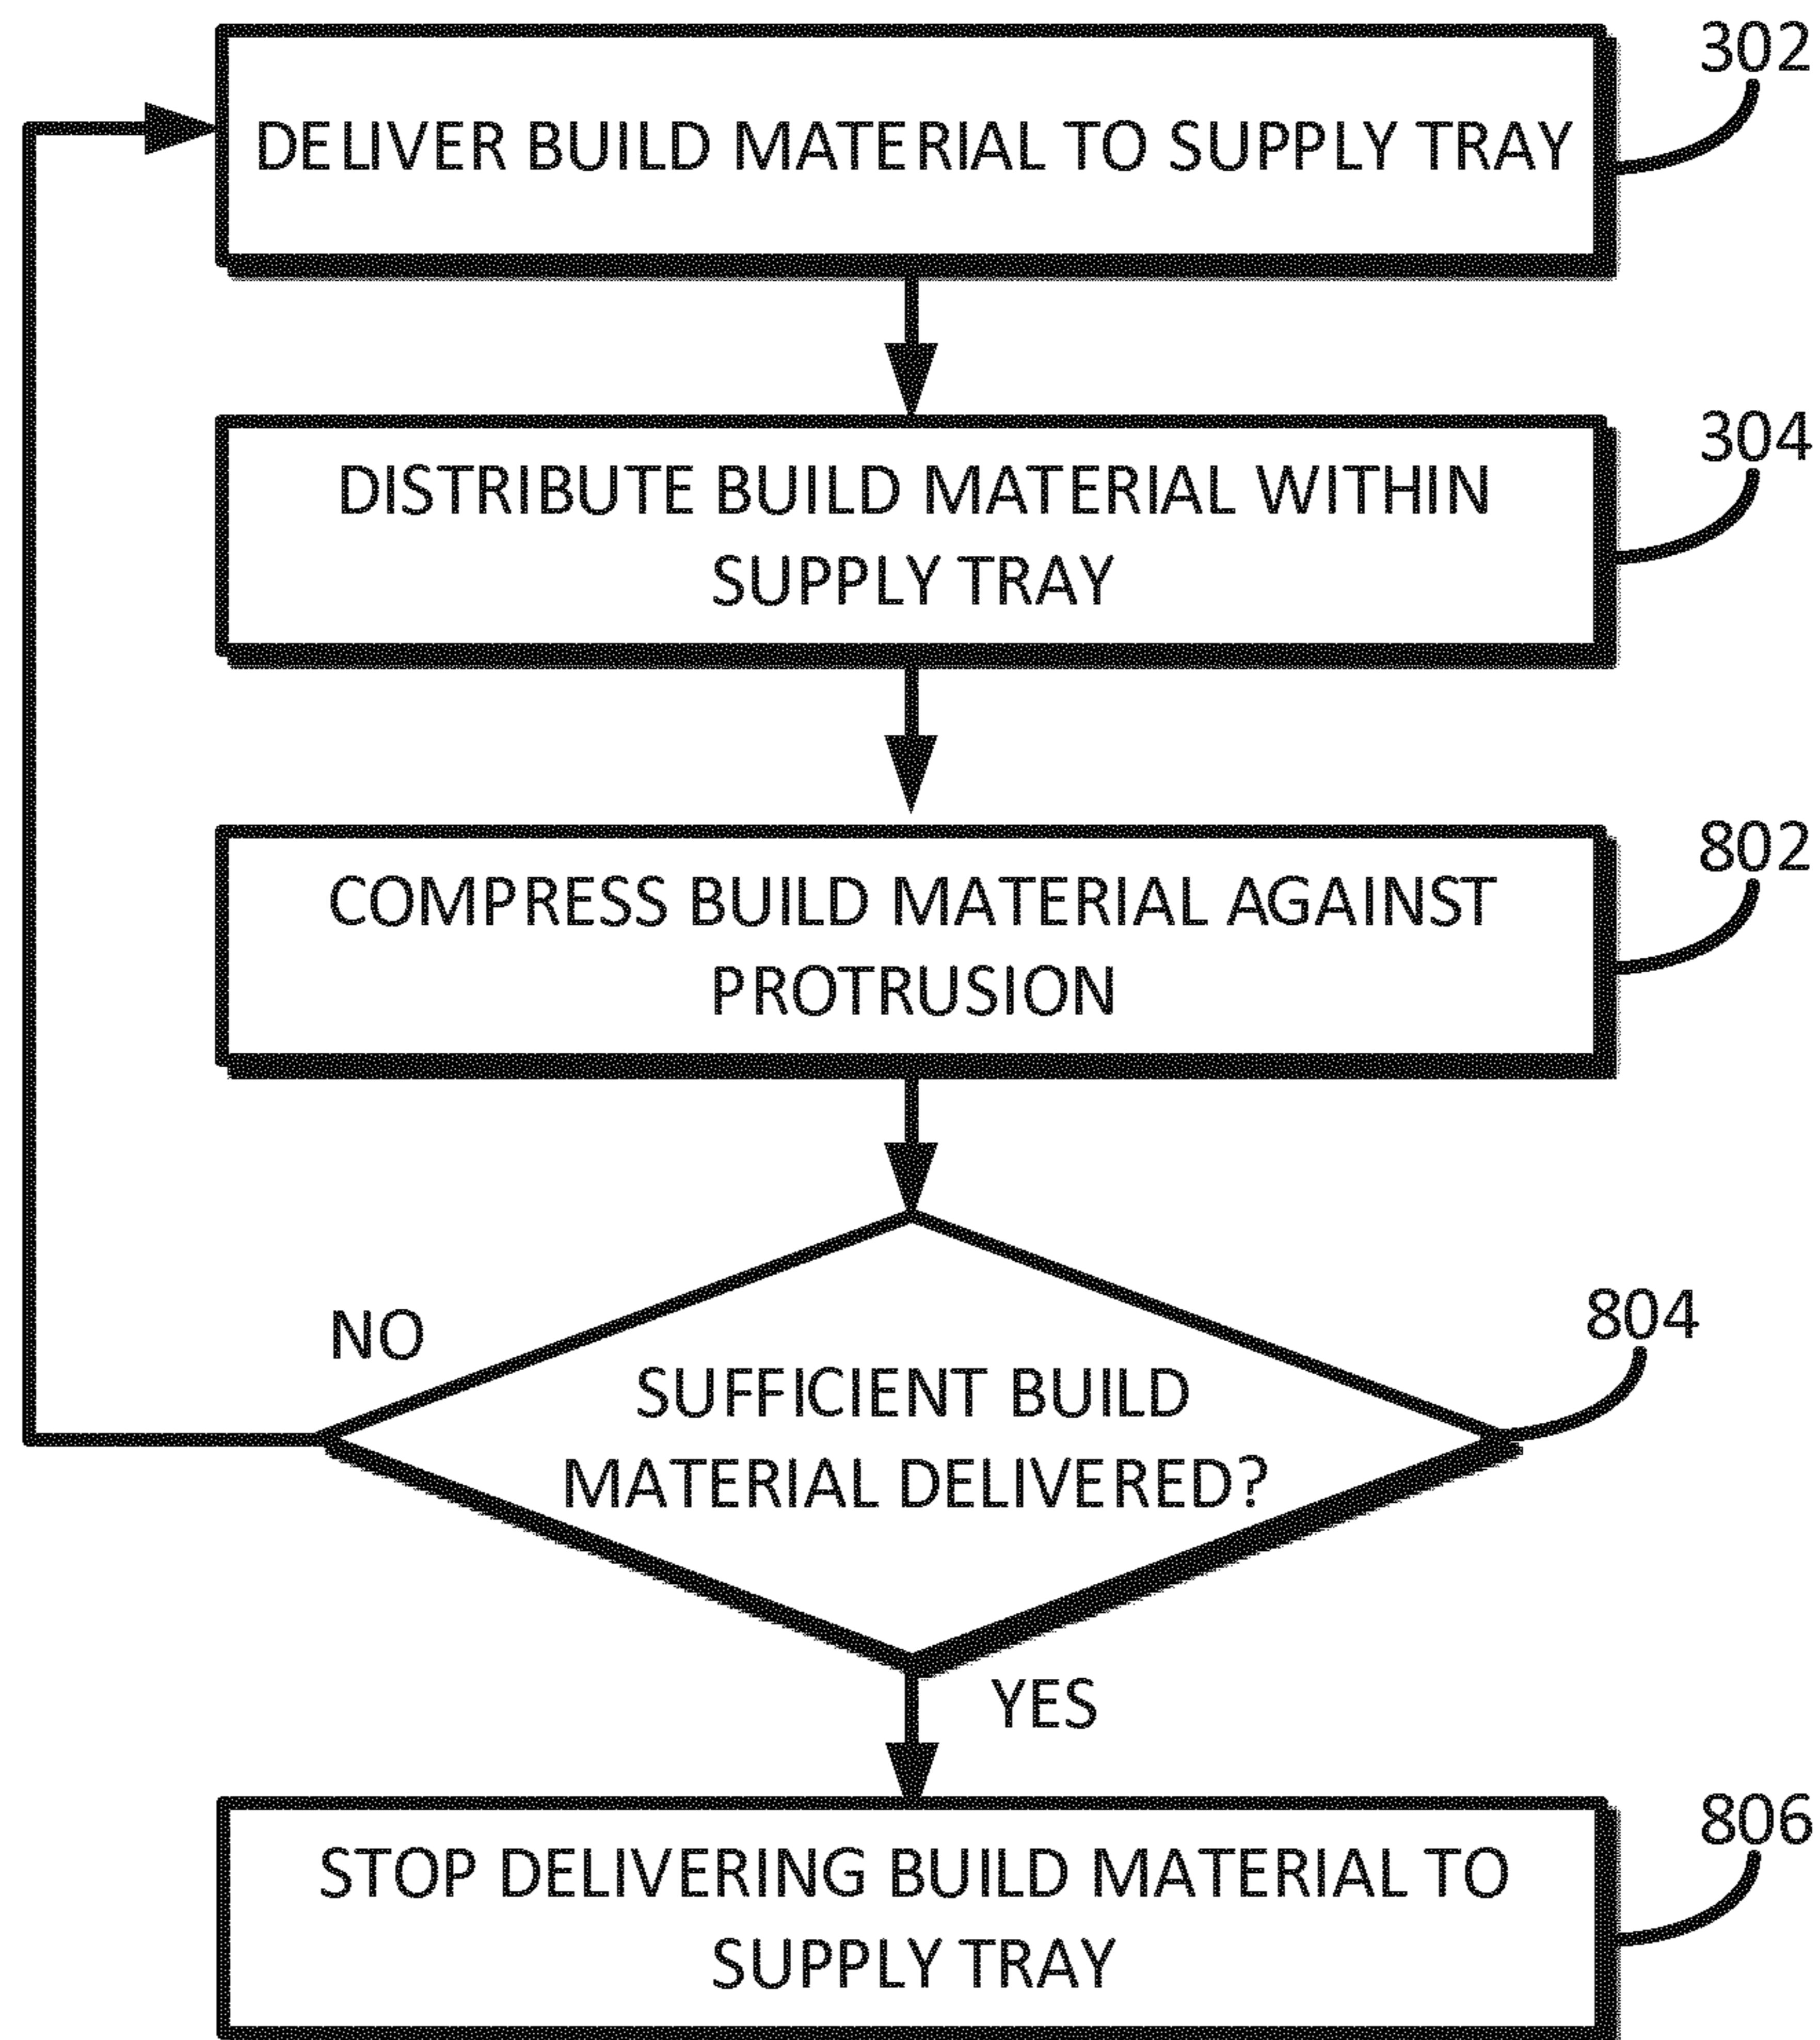 302
DELIVER BUILD MATERIAL TO SUPPLY TRAY
304
DISTRIBUTE BUILD MATERIAL WITHIN
SUPPLY TRAY
802
COMPRESS BUILD MATERIAL AGAINST
PROTRUSION
804
NO
SUFFICIENT BUILD
MATERIAL DELIVERED?
YES
806
STOP DELIVERING BUILD MATERIAL TO
SUPPLY TRAY